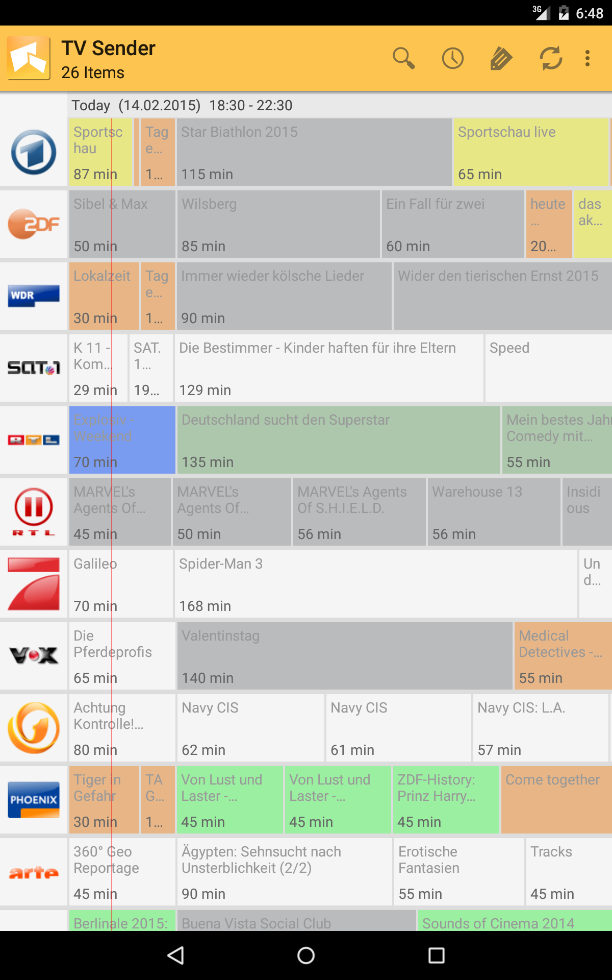 3G
6:48
TV Sender
26 Items
Today (14.02.2015) 18:30 - 22:30
1
Sportsc
hau
87 min
Tag
e...
1...
Star Biathlon 2015
115 min
Sportschau live
65 min
ZDF
Sibel & Max
50 min
Wilsberg
85 min
Ein Fall für zwei
60 min
heute
...
20...
das
ak...
WDR
Lokalzeit
30 min
Tag
e...
1...
Immer wieder kölsche Lieder
90 min
Wider den tierischen Ernst 2015
SAT.1
K 11 -
Kom...
29 min
SAT.
1...
19...
Die Bestimmer - Kinder haften für ihre Eltern
129 min
Speed
RTL
Explosiv -
Weekend
70 min
Deutschland sucht den Superstar
135 min
Mein bestes Jahr
Comedy mit...
55 min
RTL
MARVEL's
Agents Of...
45 min
MARVEL's
Agents Of...
50 min
MARVEL's Agents
Of S.H.I.E.L.D.
56 min
Warehouse 13
56 min
Insidi
ous
7
Galileo
70 min
Spider-Man 3
168 min
Un
d...
VOX
Die
Pferdeprofis
65 min
Valentinstag
140 min
Medical
Detectives -...
55 min
Achtung
Kontrolle!...
80 min
Navy CIS
62 min
Navy CIS
61 min
Navy CIS: L.A.
57 min
PHOENIX
Tiger in
Gefahr
30 min
TA
G...
1...
Von Lust und
Laster -...
45 min
Von Lust und
Laster -...
45 min
ZDF-History:
Prinz Harry...
45 min
Come together
arte
360° Geo
Reportage
45 min
Ägypten: Sehnsucht nach
Unsterblichkeit (2/2)
90 min
Erotische
Fantasien
55 min
Tracks
45 min
Berlinale 2015:
Buena Vista Social Club
Sounds of Cinema 2014